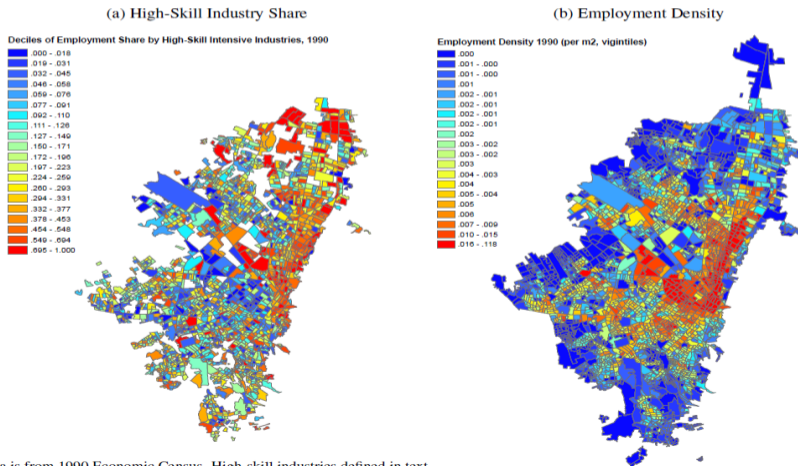 (a) High-Skill Industry Share
Deciles of Employment Share by High-Skill Intensive Industries, 1990
.000 - .018
.019 - .031
.032 - .045
.046 - .058
.059 - .076
.077 - .091
.092 - .110
.111 - .126
.127 - .149
.150 - .171
.172 - .196
.197 - .223
.224 - .259
.260 - .293
.294 - .331
.332 - .377
.378 - .453
.454 - .548
.549 - .694
.695 - 1.000
(b) Employment Density
Employment Density 1990 (per m2, vigintiles)
.000
.001 - .000
.001 - .000
.001
.002 - .001
.002 - .001
.002 - .001
.002 - .001
.002
.003 - .002
.003 - .002
.003
.004 - .003
.004
.005 - .004
.005
.006
.007 - .009
.010 - .015
.016 - .118
is from 1990 Economic Census. High-skill industries defined in text